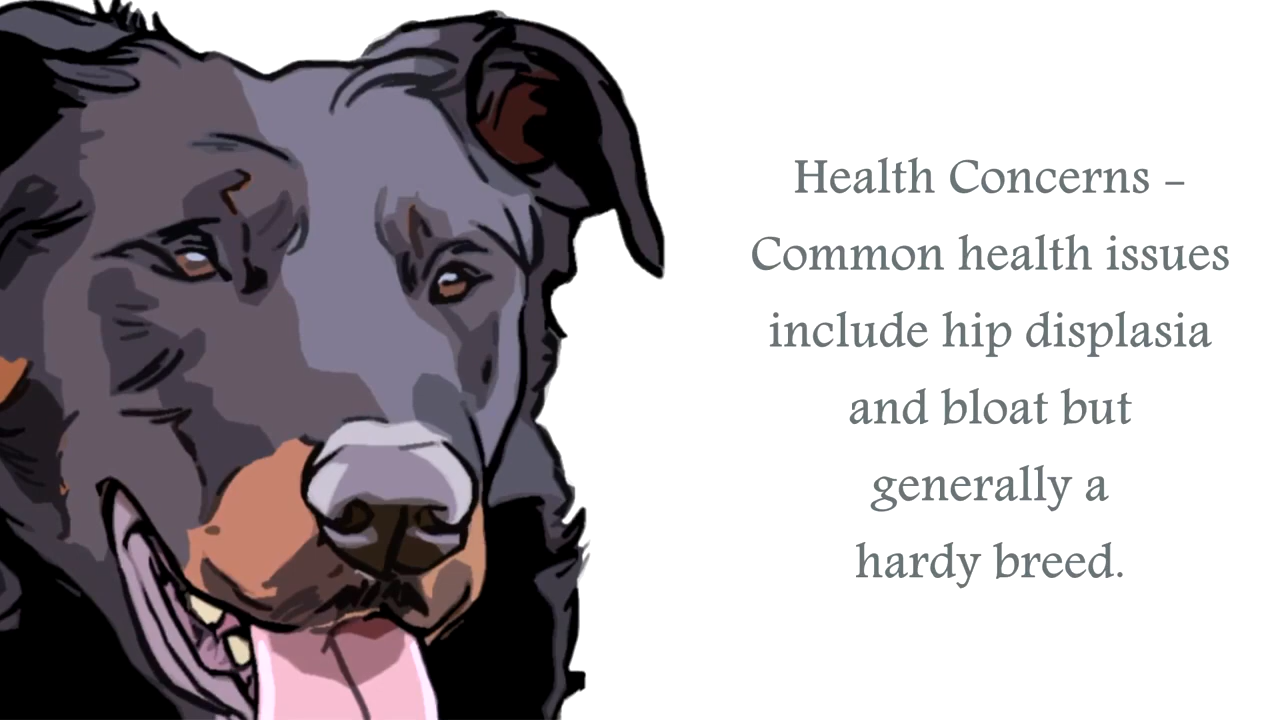 Health Concerns –
Common health issues
include hip displasia
and bloat but
generally a
hardy breed.